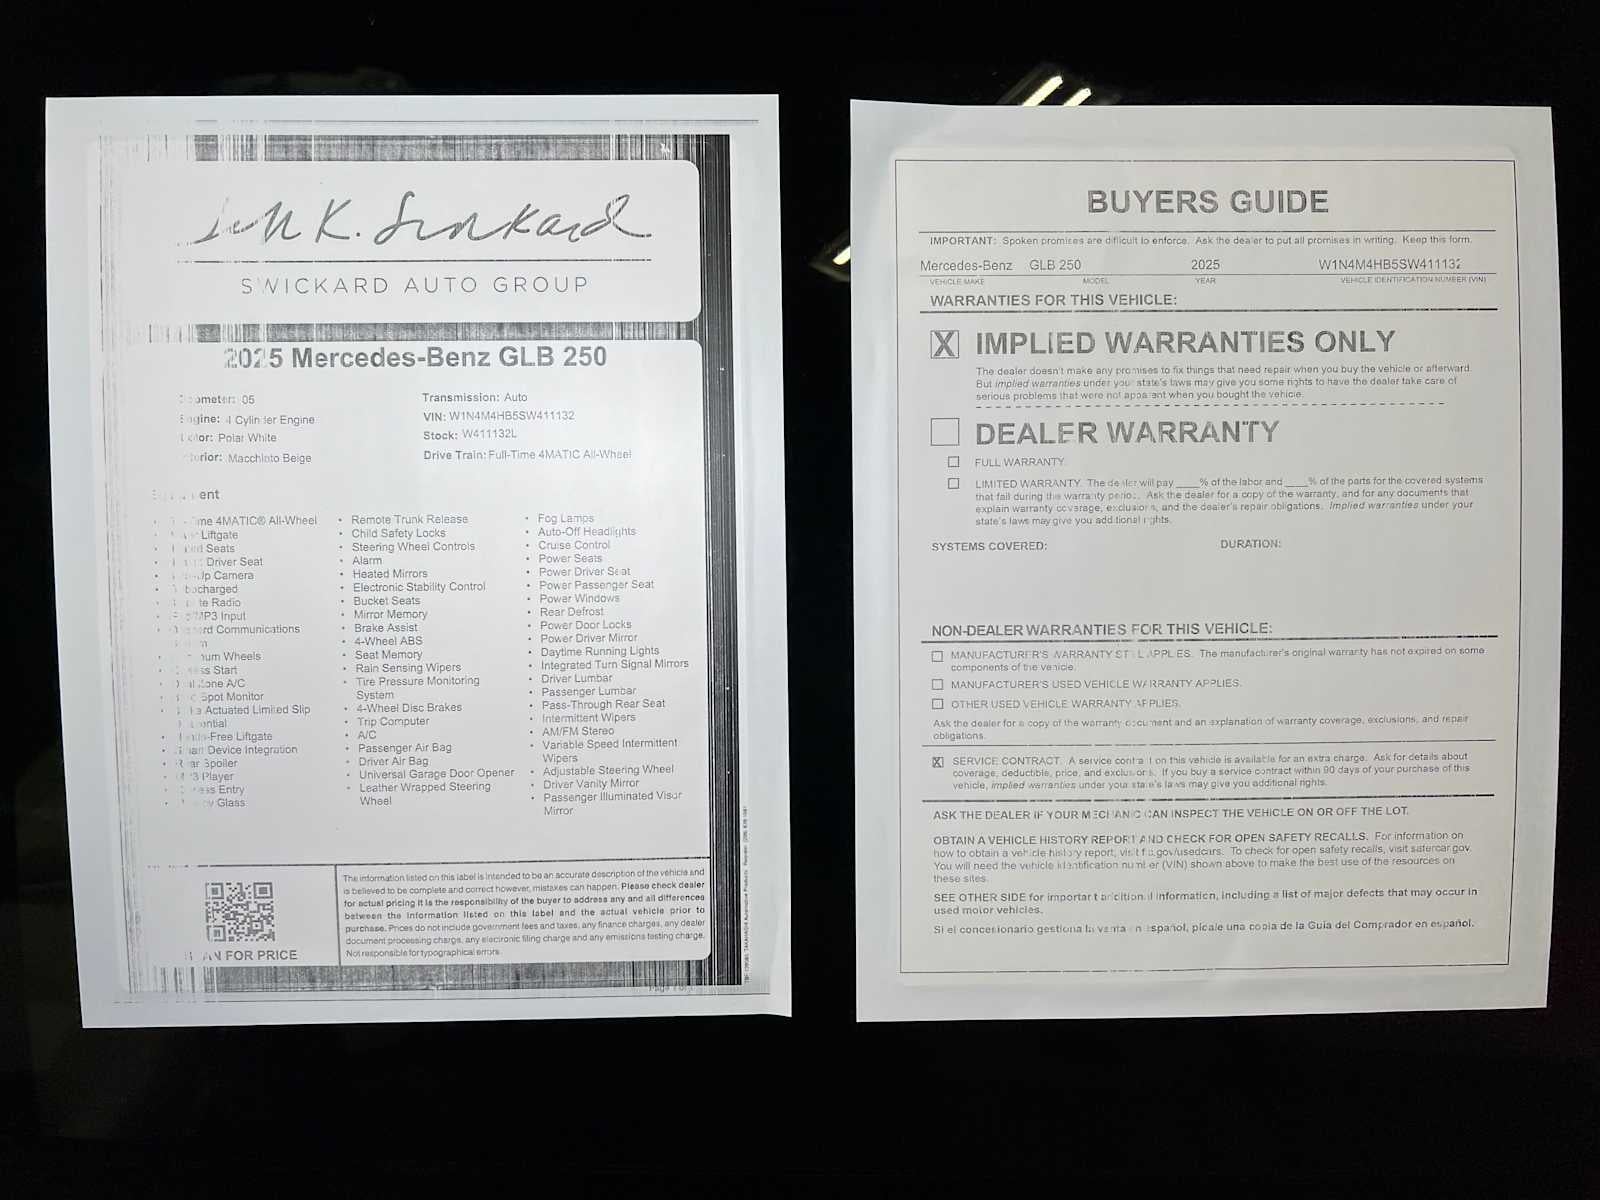 SWICKARD AUTO GROUP
2025 Mercedes-Benz GLB 250
05
4 Cylinder Engine
Polar White
Macchiato Beige
Transmission: Auto
VIN: W1N4M4HB5SW411132
Stock: W411132L
Drive Train: Full-Time 4MATIC All-Wheel
4MATIC® All-Wheel
Liftgate
Seats
Driver Seat
Camera
Radio
MP3 Input
Communications
Wheels
Start
A/C
Spot Monitor
Actuated Limited Slip
Liftgate
Device Integration
Spoiler
Player
Entry
Glass
• Remote Trunk Release
• Child Safety Locks
• Steering Wheel Controls
• Alarm
• Heated Mirrors
• Electronic Stability Control
• Bucket Seats
• Mirror Memory
• Brake Assist
• 4-Wheel ABS
• Seat Memory
• Rain Sensing Wipers
• Tire Pressure Monitoring
System
• 4-Wheel Disc Brakes
• Trip Computer
• A/C
• Passenger Air Bag
• Driver Air Bag
• Universal Garage Door Opener
• Leather Wrapped Steering
Wheel
• Fog Lamps
• Auto-Off Headlights
• Cruise Control
• Power Seats
• Power Driver Seat
• Power Passenger Seat
• Power Windows
• Rear Defrost
• Power Door Locks
• Power Driver Mirror
• Daytime Running Lights
• Integrated Turn Signal Mirrors
• Driver Lumbar
• Passenger Lumbar
• Pass-Through Rear Seat
• Intermittent Wipers
• AM/FM Stereo
• Variable Speed Intermittent
Wipers
• Adjustable Steering Wheel
• Driver Vanity Mirror
• Passenger Illuminated Visor
Mirror
FOR PRICE
The information listed on this label is intended to be an accurate description of the vehicle and
is believed to be complete and correct however, mistakes can happen. Please check dealer
for actual pricing It is the responsibility of the buyer to address any and all differences
between the information listed on this label and the actual vehicle prior to
purchase. Prices do not include government fees and taxes, any finance charges, any dealer
document processing charge, any electronic filing charge and any emissions testing charge.
Not responsible for typographical errors.
BUYERS GUIDE
IMPORTANT: Spoken promises are difficult to enforce. Ask the dealer to put all promises in writing. Keep this form.
Mercedes-Benz GLB 250 2025 W1N4M4HB5SW411132
VEHICLE MAKE MODEL YEAR VEHICLE IDENTIFICATION NUMBER (VIN)
WARRANTIES FOR THIS VEHICLE:
X IMPLIED WARRANTIES ONLY
The dealer doesn't make any promises to fix things that need repair when you buy the vehicle or afterward.
But implied warranties under your state's laws may give you some rights to have the dealer take care of
serious problems that were not apparent when you bought the vehicle.
DEALER WARRANTY
FULL WARRANTY.
LIMITED WARRANTY. The dealer will pay ____% of the labor and ____% of the parts for the covered systems
that fail during the warranty period. Ask the dealer for a copy of the warranty, and for any documents that
explain warranty coverage, exclusions, and the dealer's repair obligations. Implied warranties under your
state's laws may give you additional rights.
SYSTEMS COVERED: DURATION:
NON-DEALER WARRANTIES FOR THIS VEHICLE:
MANUFACTURER'S WARRANTY STILL APPLIES. The manufacturer's original warranty has not expired on some
components of the vehicle.
MANUFACTURER'S USED VEHICLE WARRANTY APPLIES.
OTHER USED VEHICLE WARRANTY APPLIES.
Ask the dealer for a copy of the warranty document and an explanation of warranty coverage, exclusions, and repair
obligations.
X SERVICE CONTRACT. A service contract on this vehicle is available for an extra charge. Ask for details about
coverage, deductible, price, and exclusions. If you buy a service contract within 90 days of your purchase of this
vehicle, implied warranties under your state's laws may give you additional rights.
ASK THE DEALER IF YOUR MECHANIC CAN INSPECT THE VEHICLE ON OR OFF THE LOT.
OBTAIN A VEHICLE HISTORY REPORT AND CHECK FOR OPEN SAFETY RECALLS. For information on
how to obtain a vehicle history report, visit ftc.gov/usedcars. To check for open safety recalls, visit safercar.gov.
You will need the vehicle identification number (VIN) shown above to make the best use of the resources on
these sites.
SEE OTHER SIDE for important additional information, including a list of major defects that may occur in
used motor vehicles.
Si el concesionario gestiona la venta en español, pídale una copia de la Guía del Comprador en español.